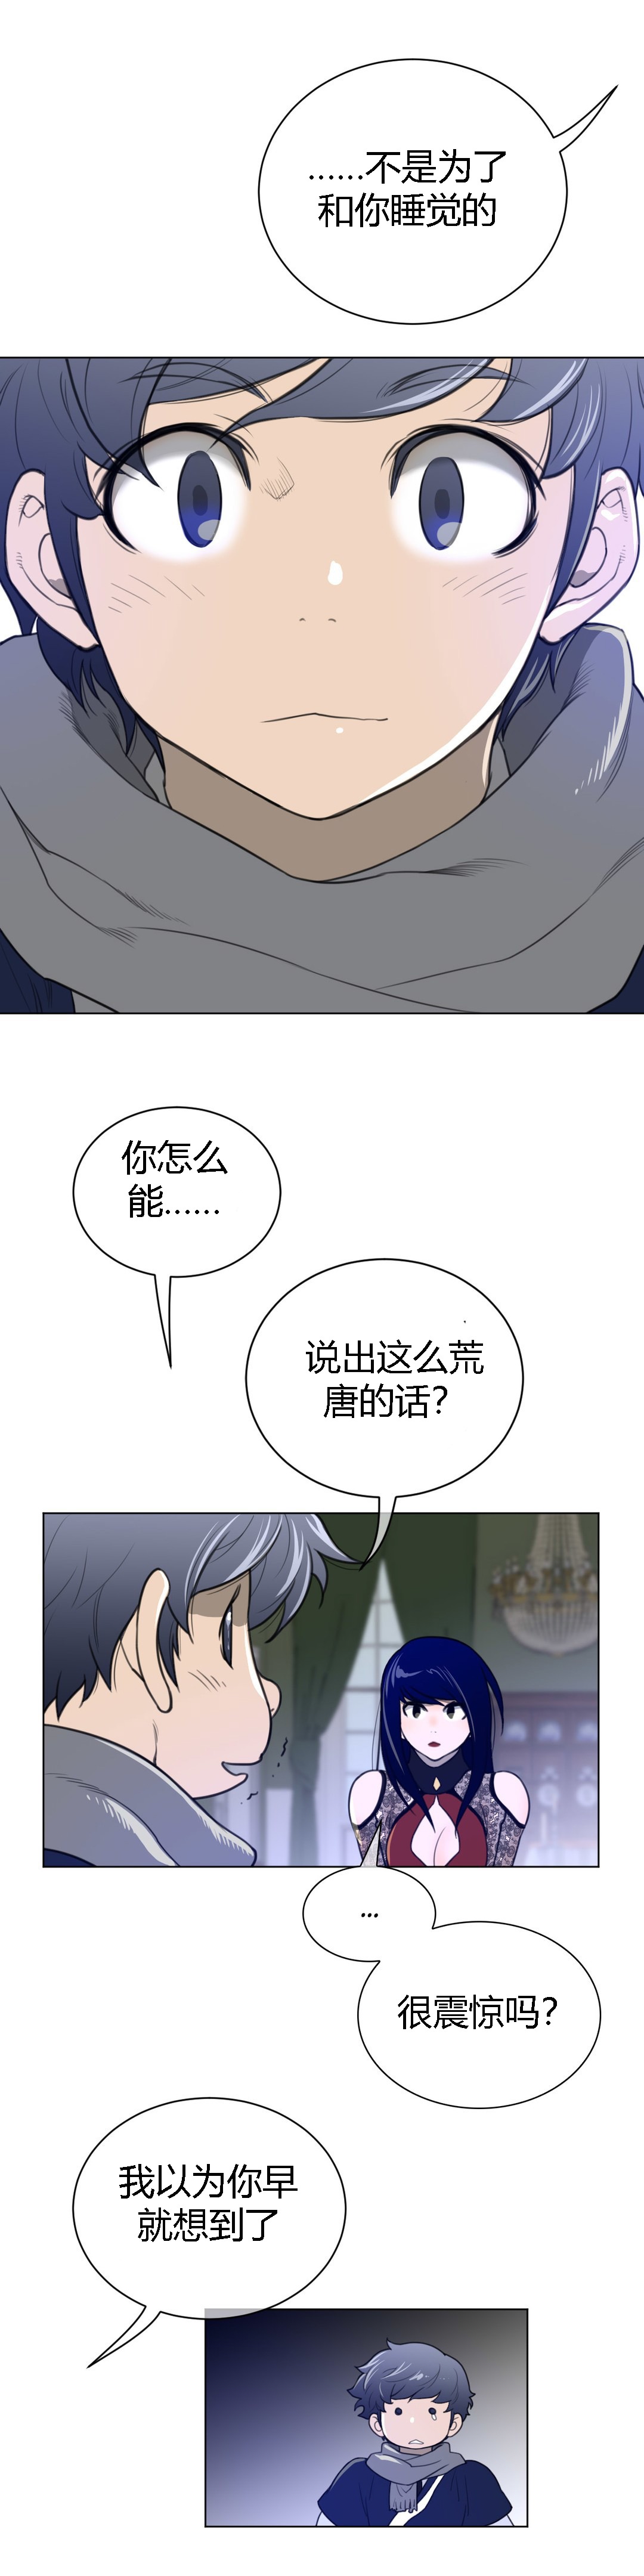 ……不是为了
和你睡觉的
你怎么
能……
说出这么荒
唐的话？
...
很震惊吗？
我以为你早
就想到了